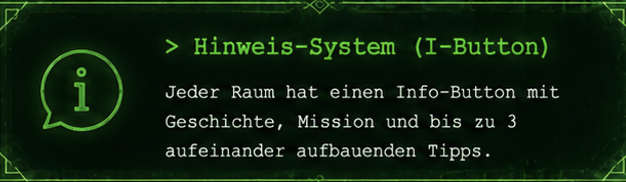 i
> Hinweis-System (I-Button)
Jeder Raum hat einen Info-Button mit
Geschichte, Mission und bis zu 3
aufeinander aufbauenden Tipps.